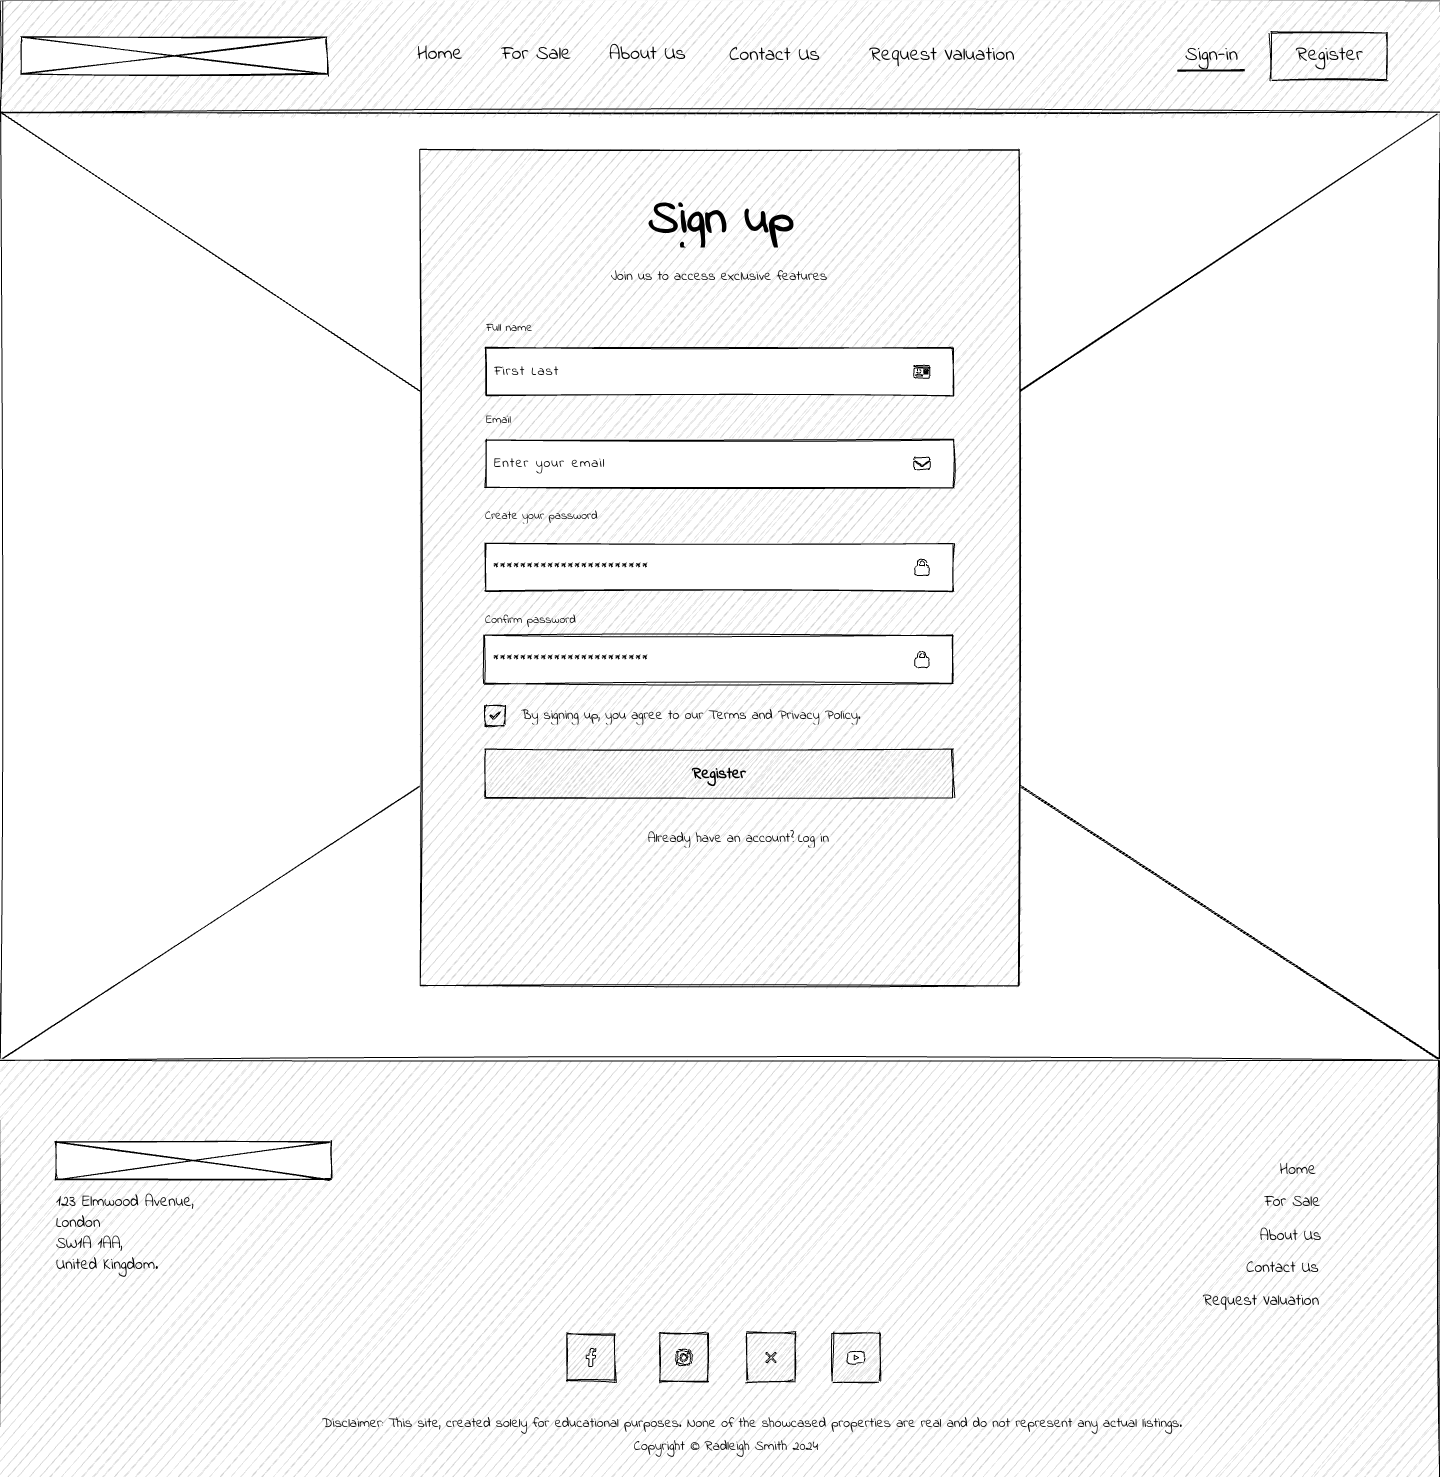 Home For Sale About Us Contact Us Request Valuation Sign-in Register
Sign up
Join us to access exclusive features
Full name
First Last
Email
Enter your email
Create your password
***********************
Confirm password
***********************
By signing up, you agree to our Terms and Privacy Policy.
Register
Already have an account? Log in
123 Elmwood Avenue,
London
SW1A 1AA,
United Kingdom.
Home
For Sale
About Us
Contact Us
Request Valuation
Disclaimer: This site, created solely for educational purposes. None of the showcased properties are real and do not represent any actual listings.
Copyright © Radleigh Smith 2024